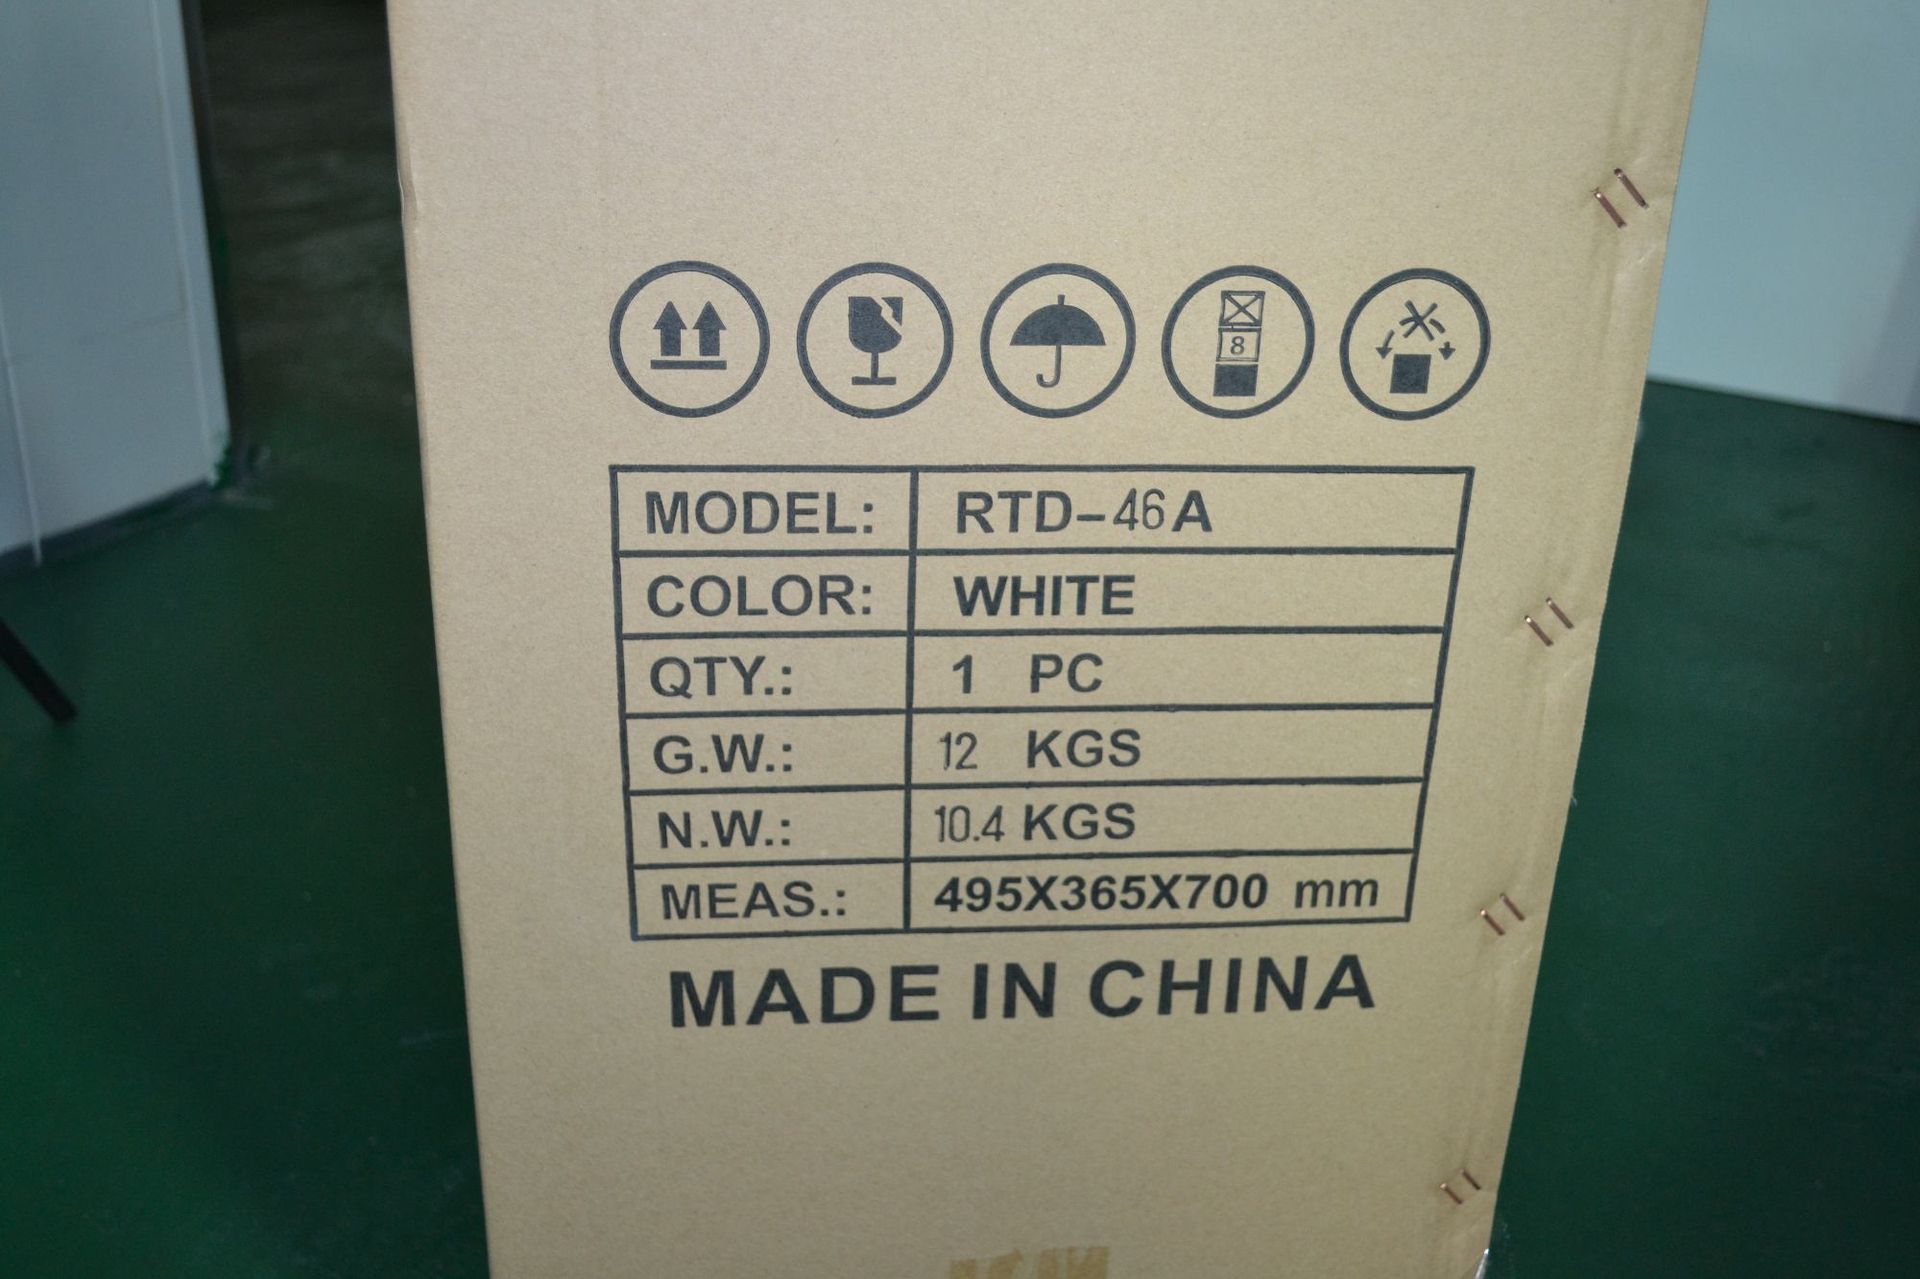 8
MODEL: RTD-46A
COLOR: WHITE
QTY.: 1 PC
G.W.: 12 KGS
N.W.: 10.4 KGS
MEAS.: 495X365X700 mm
MADE IN CHINA